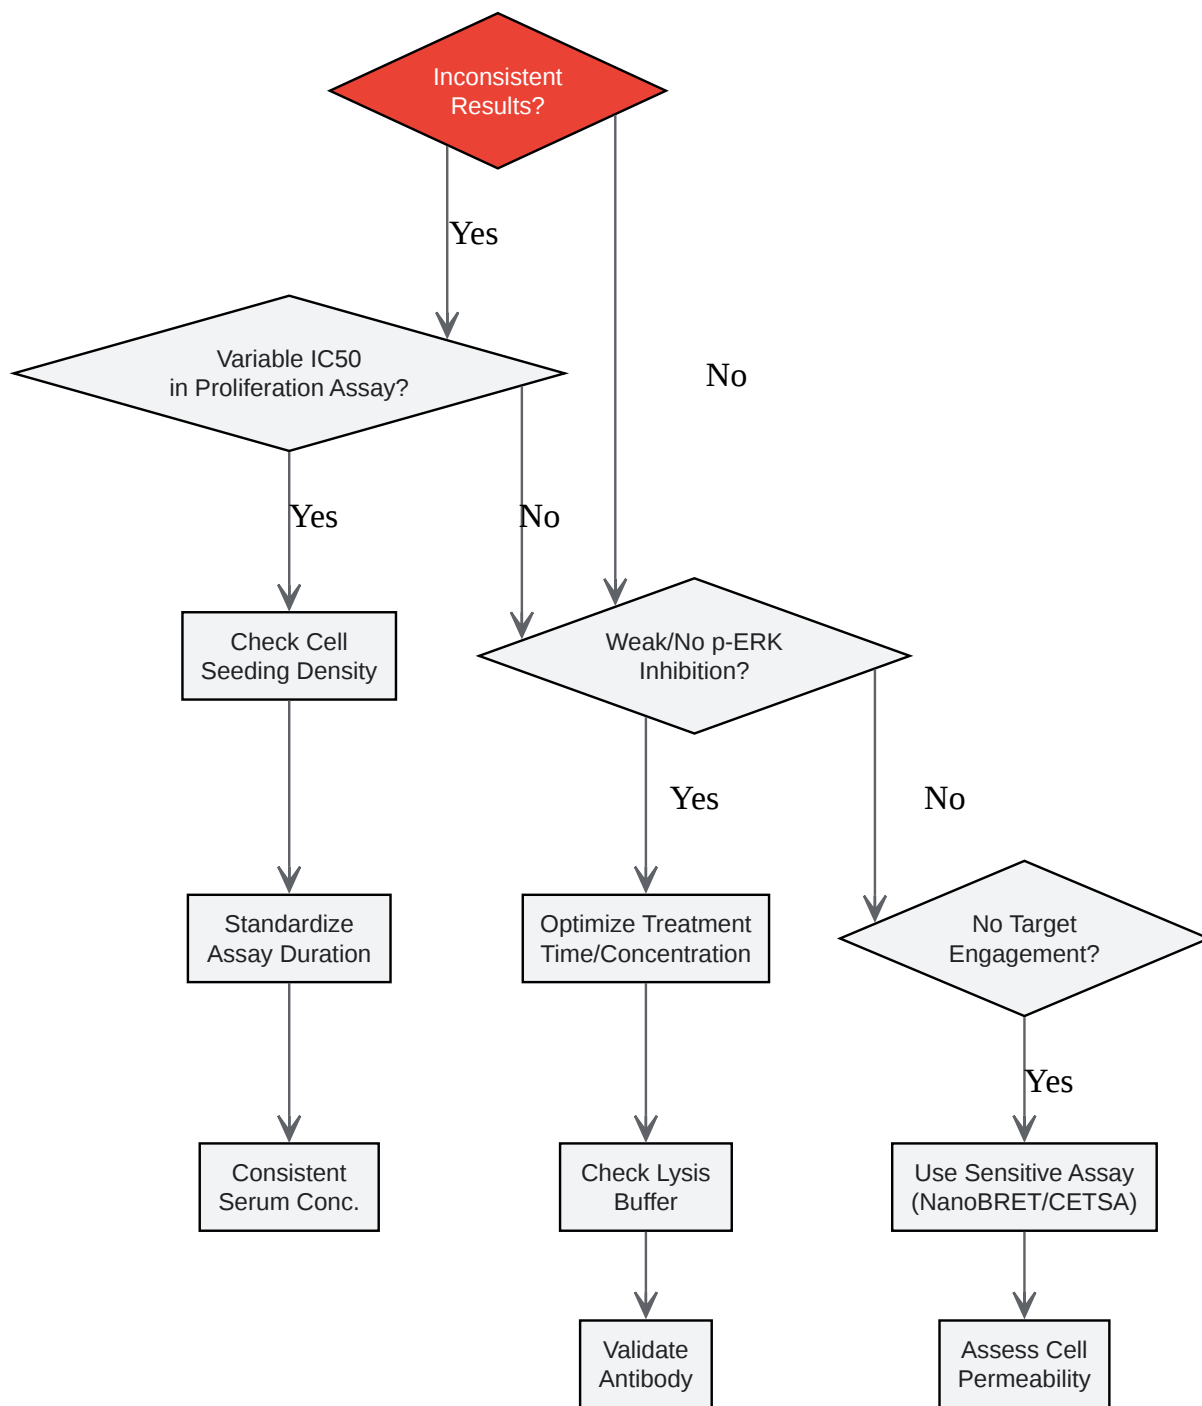 Inconsistent
Results?
Yes
Variable IC50
in Proliferation Assay?
No
Yes
No
Check Cell
Seeding Density
Weak/No p-ERK
Inhibition?
Yes
No
Standardize
Assay Duration
Optimize Treatment
Time/Concentration
No Target
Engagement?
Yes
Consistent
Serum Conc.
Check Lysis
Buffer
Use Sensitive Assay
(NanoBRET/CETSA)
Validate
Antibody
Assess Cell
Permeability